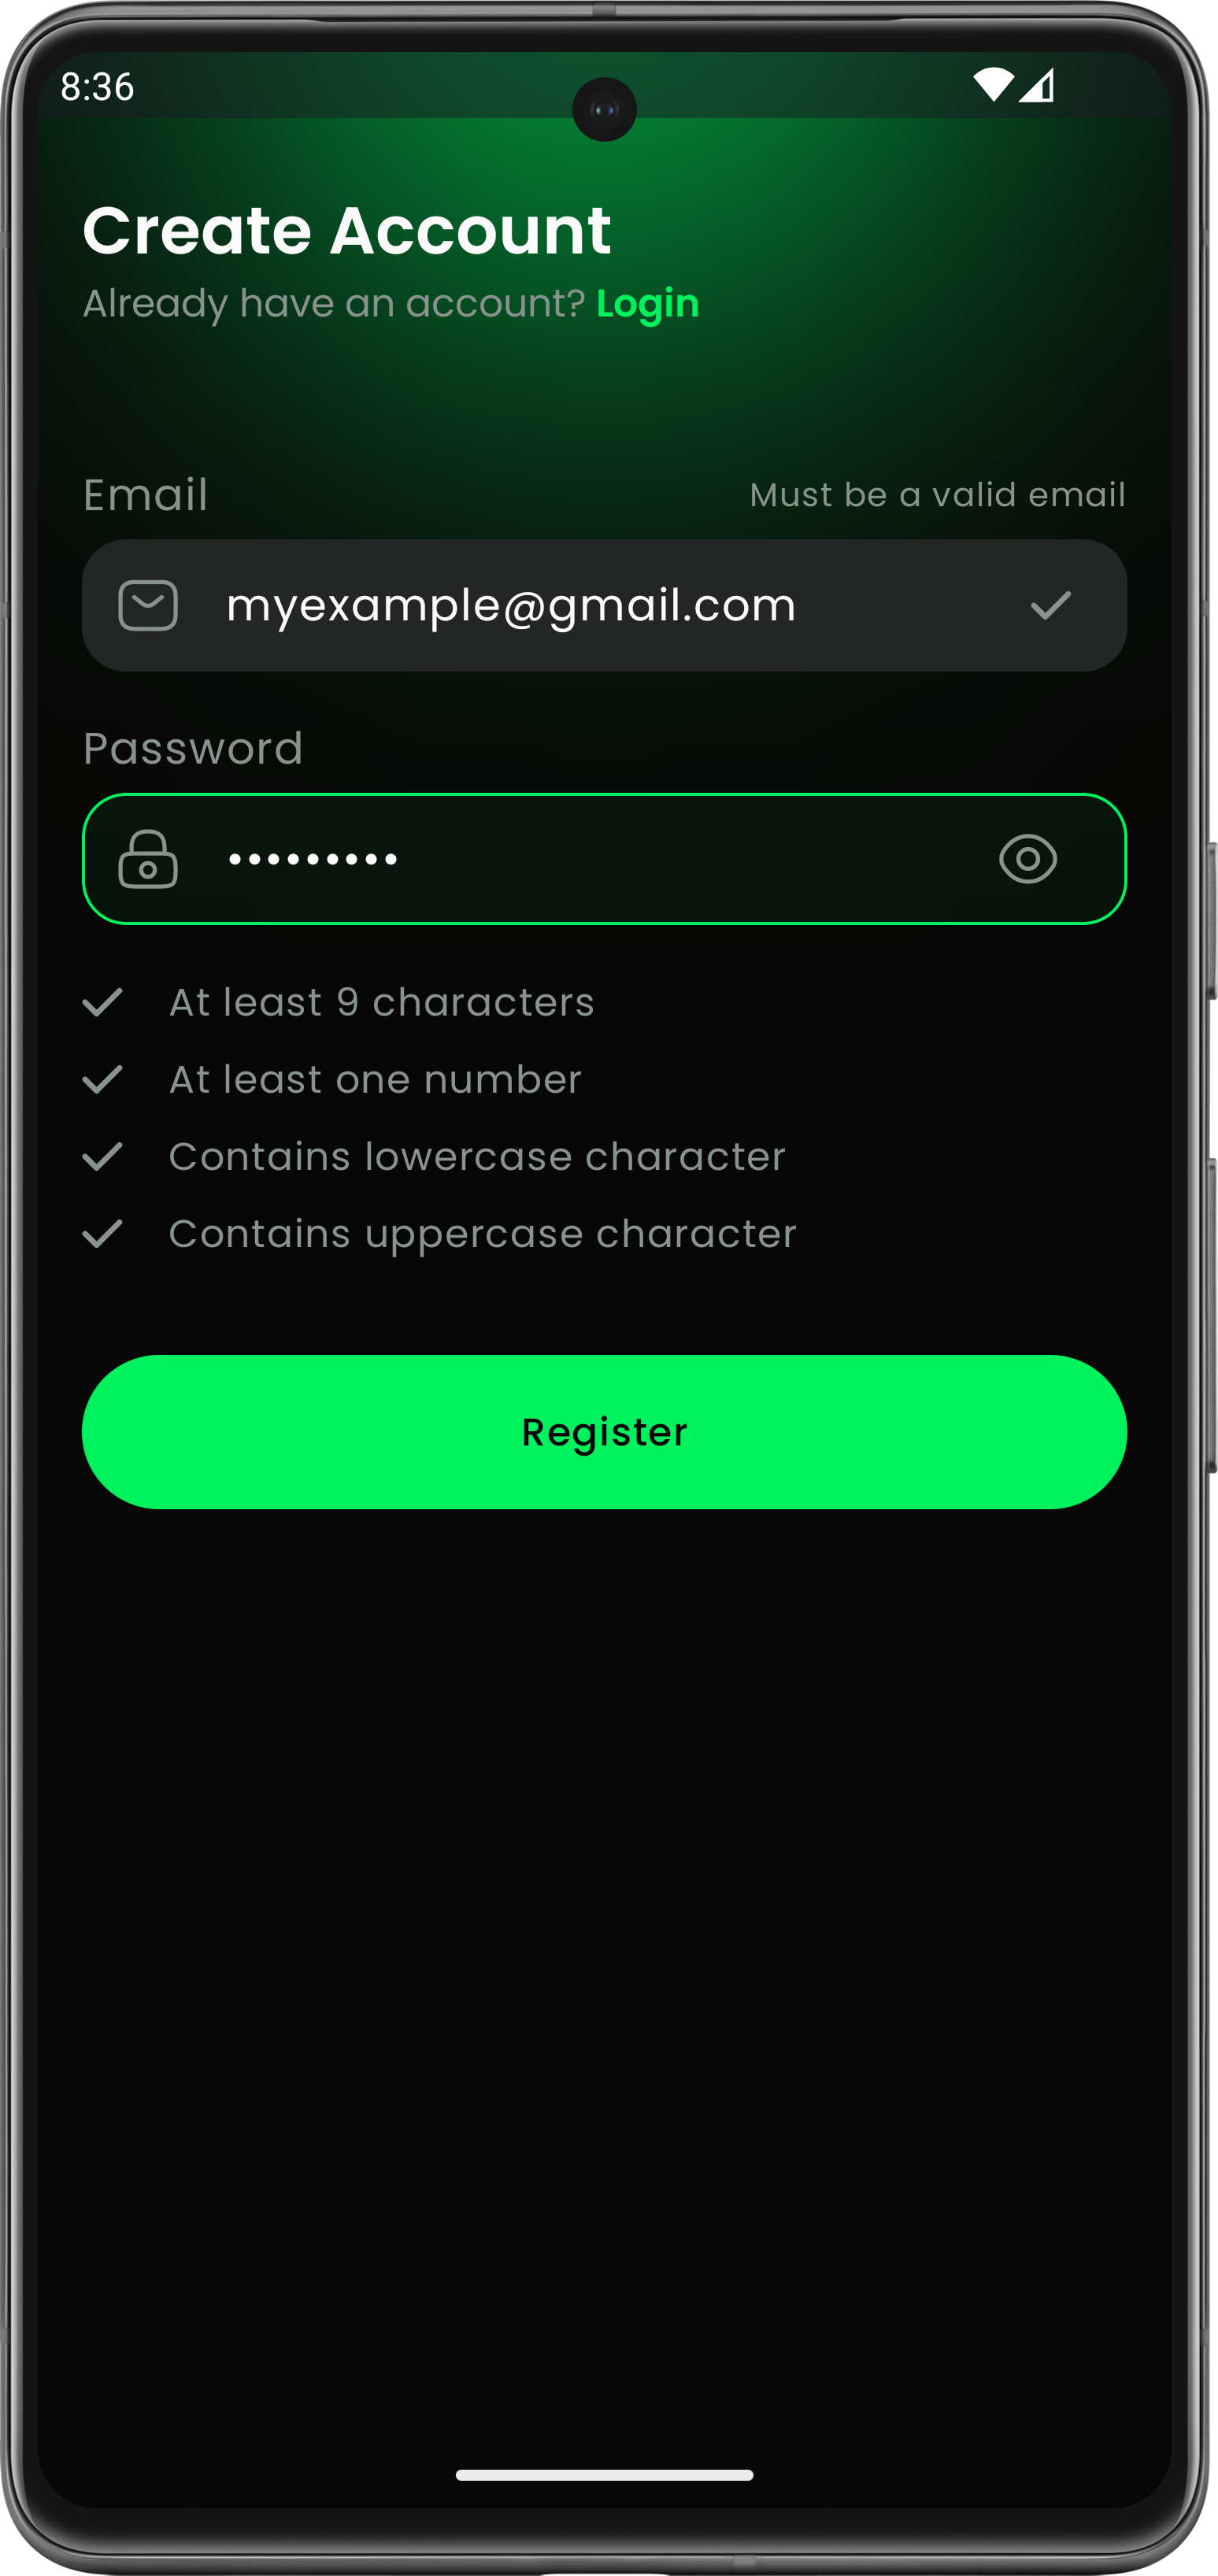 8:36
Create Account
Already have an account? Login
Email
Must be a valid email
myexample@gmail.com
Password
•••••••••
At least 9 characters
At least one number
Contains lowercase character
Contains uppercase character
Register